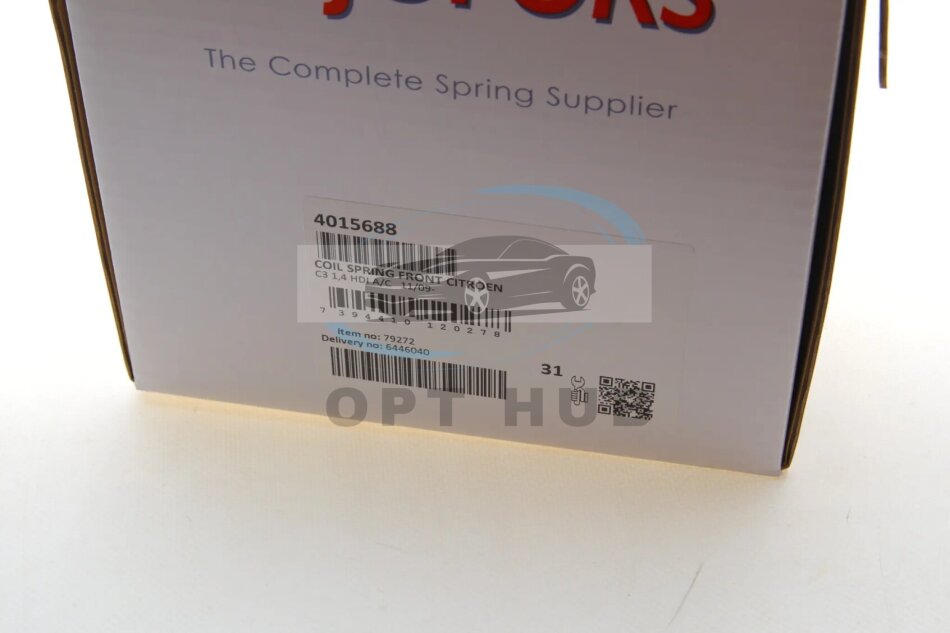 The Complete Spring Supplier
4015688
COIL SPRING FRONT CITROEN
C3 1,4 HDI A/C 11/09-
7 394410 120278
Item no: 79272
Delivery no: 6446040
31
OPT HUB